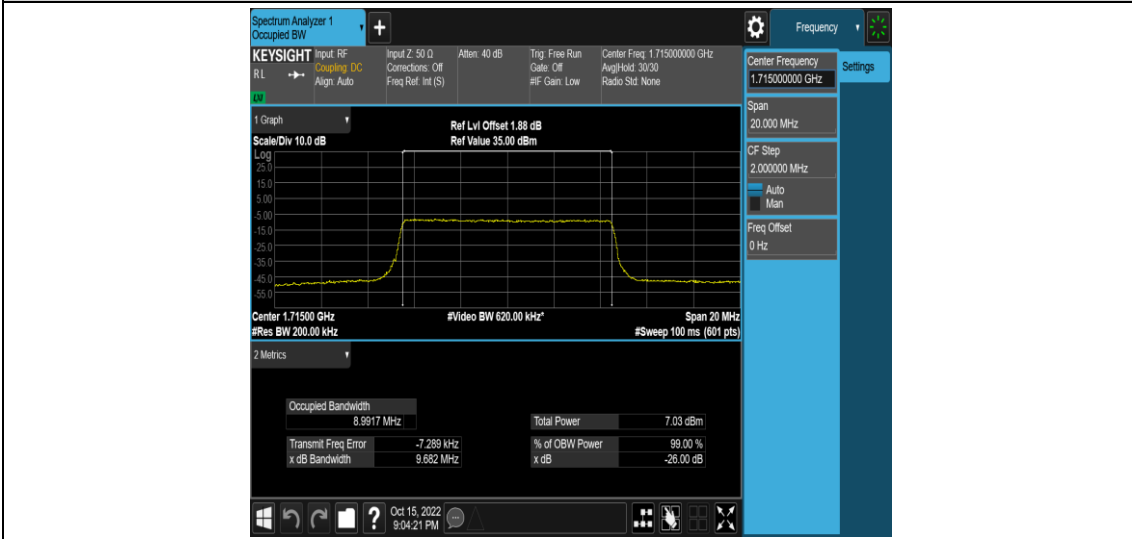 Spectrum Analyzer 1
Occupied BW
+
Frequency
KEYSIGHT
RL
LXI
Input: RF
Coupling: DC
Align: Auto
Input Z: 50 Ω
Corrections: Off
Freq Ref: Int (S)
Atten: 40 dB
Trig: Free Run
Gate: Off
#IF Gain: Low
Center Freq: 1.715000000 GHz
Avg|Hold: 30/30
Radio Std: None
Center Frequency
1.715000000 GHz
Settings
Span
20.000 MHz
CF Step
2.000000 MHz
Auto
Man
Freq Offset
0 Hz
1 Graph
Scale/Div 10.0 dB
Ref Lvl Offset 1.88 dB
Ref Value 35.00 dBm
Log
25.0
15.0
5.00
-5.00
-15.0
-25.0
-35.0
-45.0
-55.0
Center 1.71500 GHz
#Video BW 620.00 kHz*
Span 20 MHz
#Res BW 200.00 kHz
#Sweep 100 ms (601 pts)
2 Metrics
Occupied Bandwidth
8.9917 MHz
Total Power 7.03 dBm
Transmit Freq Error -7.289 kHz
% of OBW Power 99.00 %
x dB Bandwidth 9.682 MHz
x dB -26.00 dB
?
Oct 15, 2022
9:04:21 PM